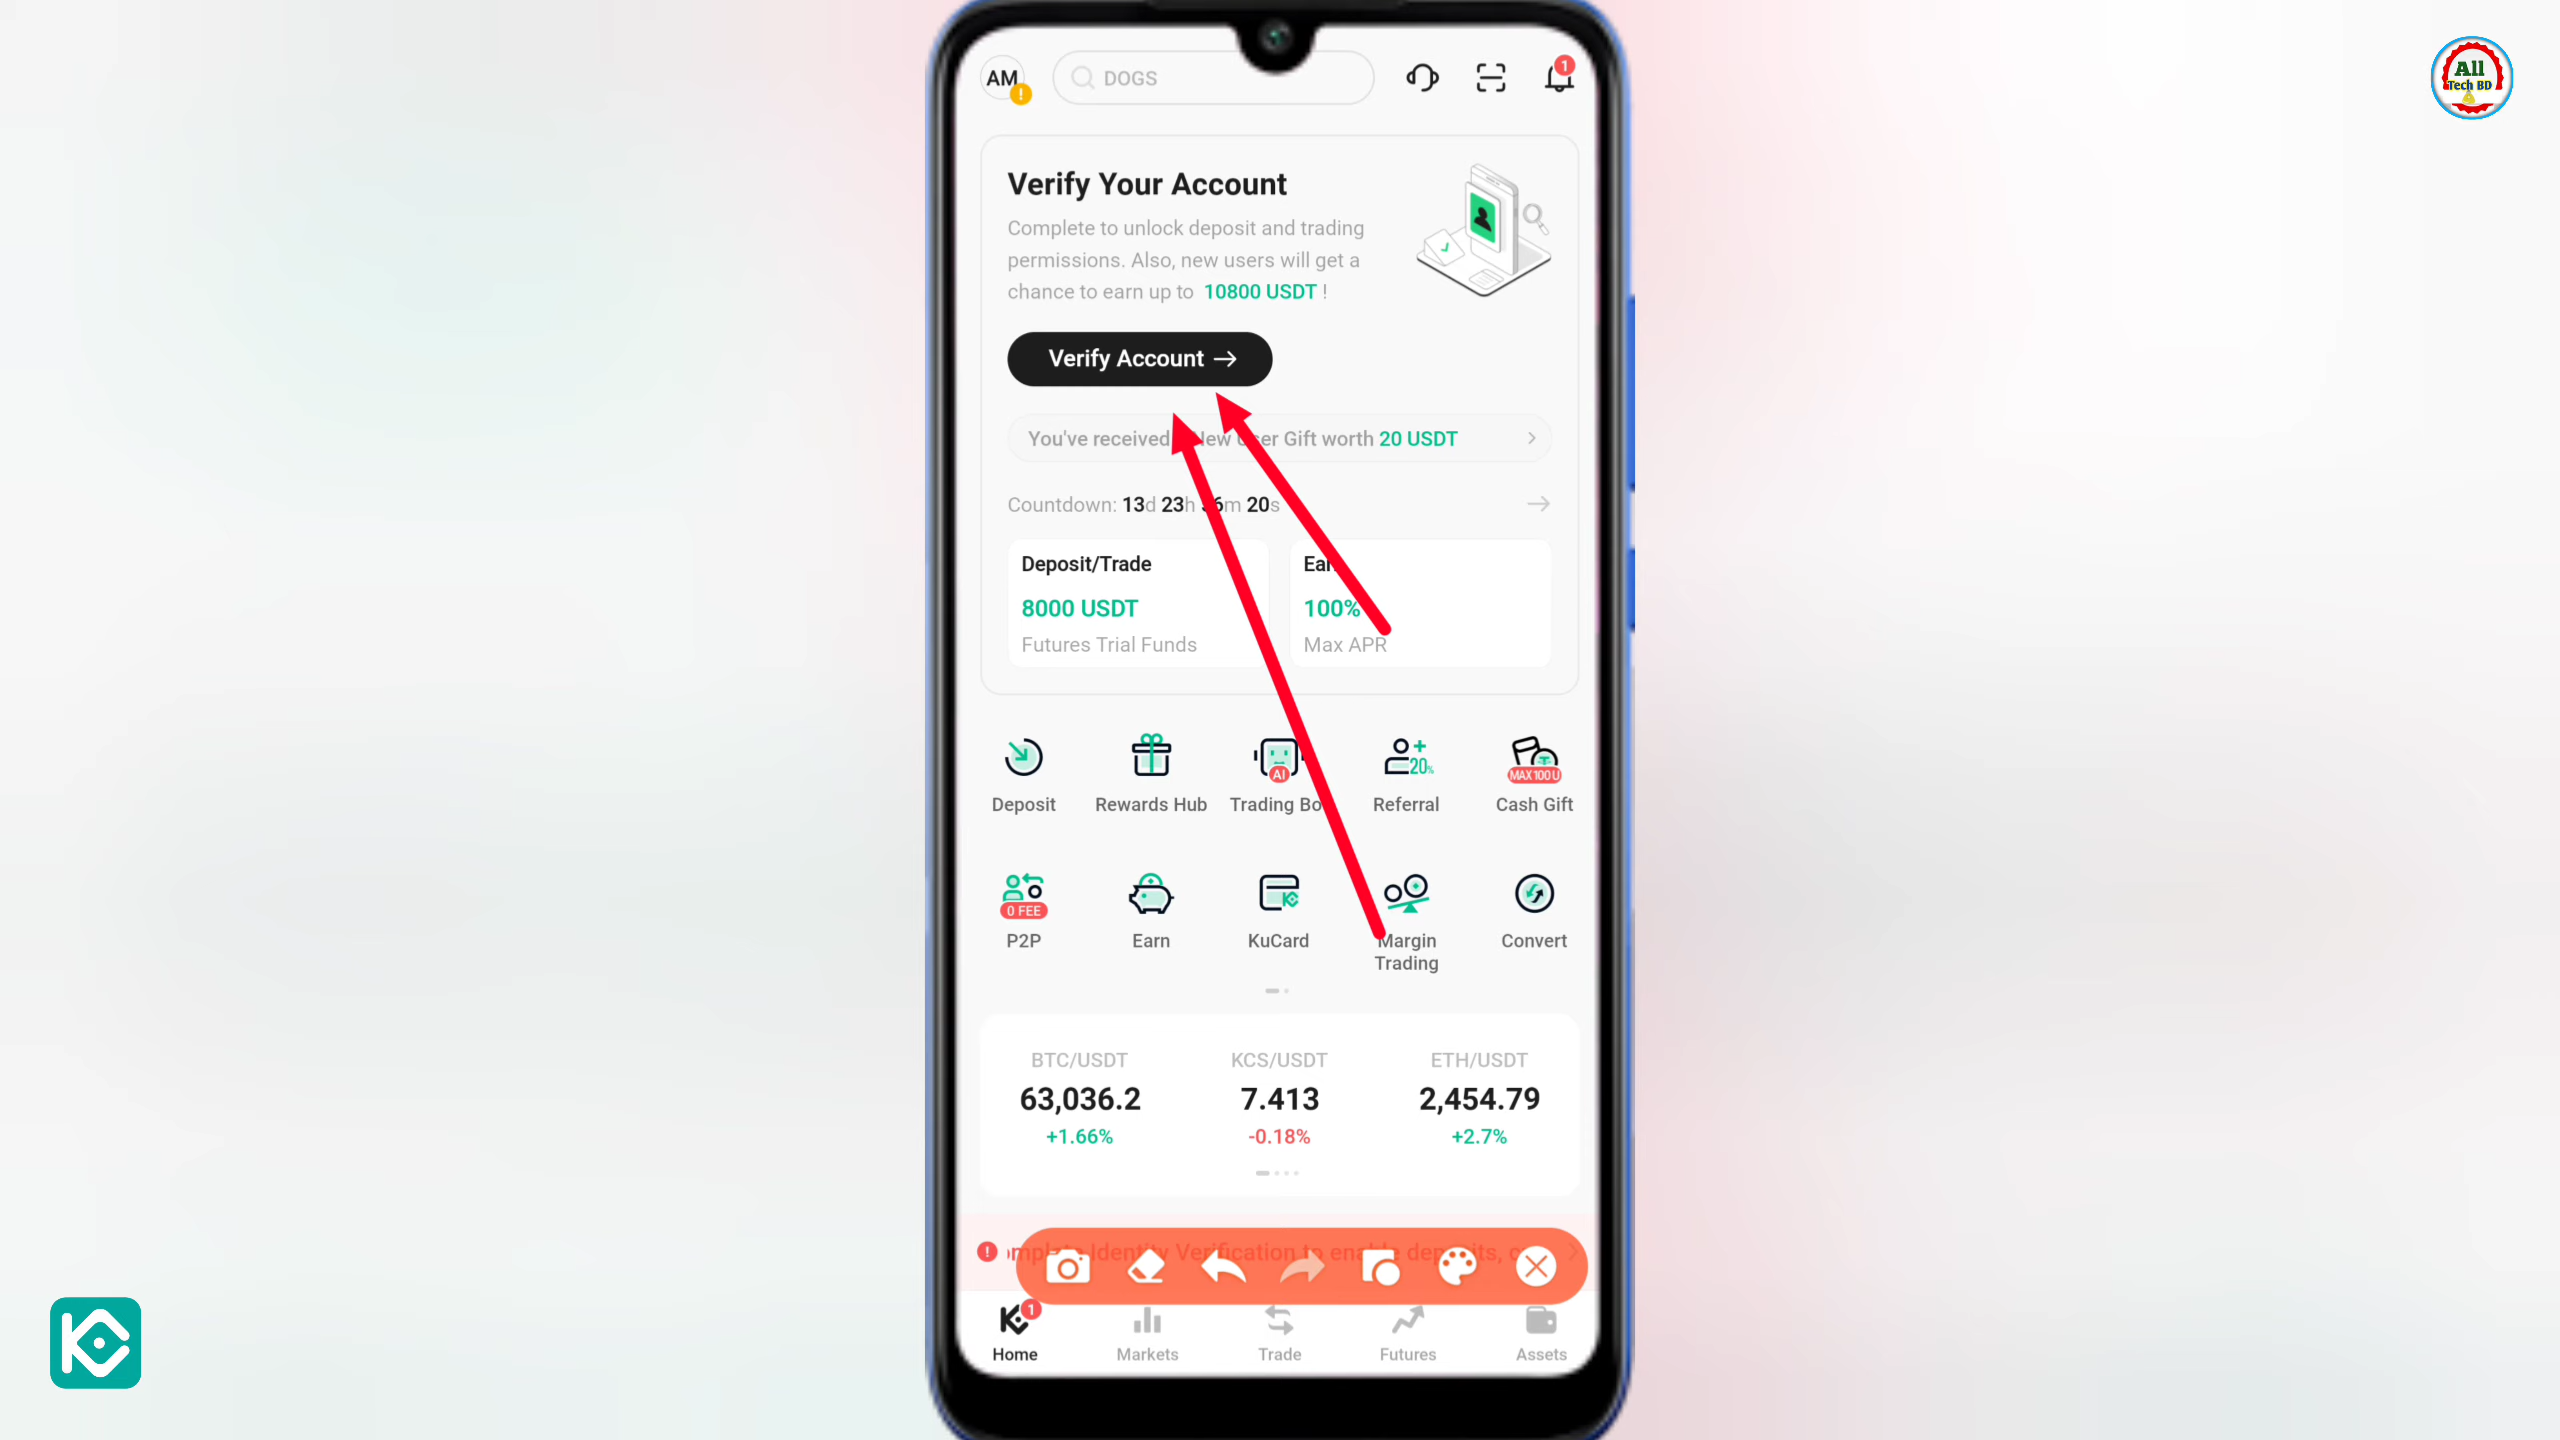 AM
DOGS
1
All
Tech BD
Verify Your Account
Complete to unlock deposit and trading
permissions. Also, new users will get a
chance to earn up to 10800 USDT !
Verify Account
You've received New User Gift worth 20 USDT
Countdown: 13d 23h 36m 20s
Deposit/Trade
8000 USDT
Futures Trial Funds
Earn
100%
Max APR
20%
AI
MAX100 U
Deposit
Rewards Hub
Trading Bo
Referral
Cash Gift
0 FEE
P2P
Earn
KuCard
Margin
Trading
Convert
BTC/USDT
63,036.2
+1.66%
KCS/USDT
7.413
-0.18%
ETH/USDT
2,454.79
+2.7%
Identity Verification to enable deposits,
1
Home
Markets
Trade
Futures
Assets